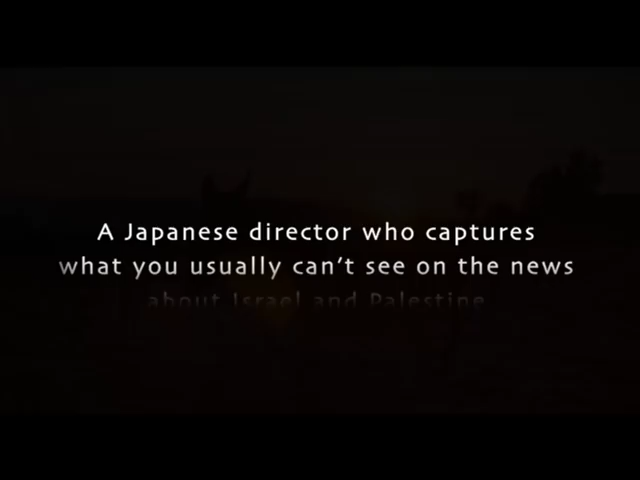 A Japanese director who captures
what you usually can't see on the news
about Israel and Palestine